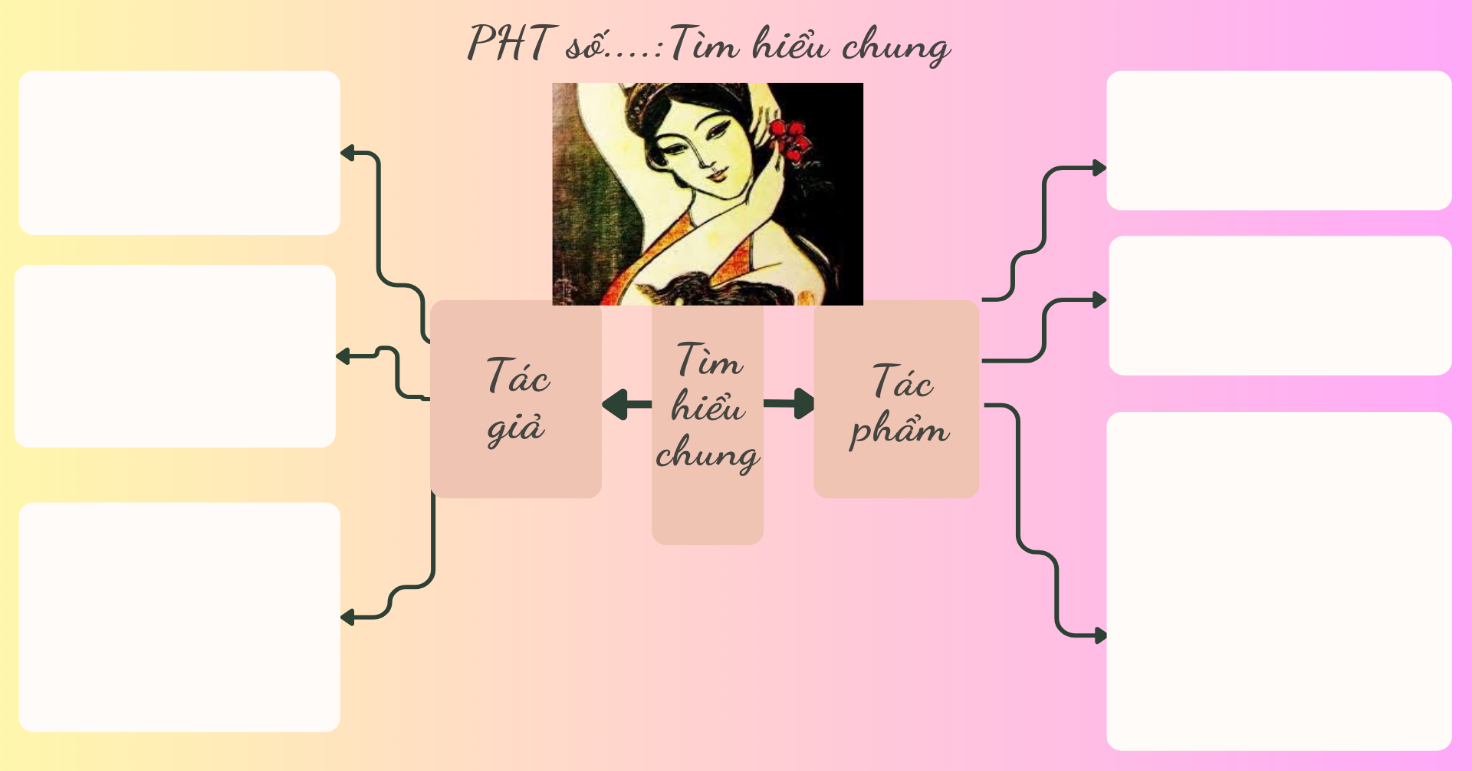 PHT số....:Tìm hiểu chung
Tác
giả
Tìm
hiểu
chung
Tác
phẩm